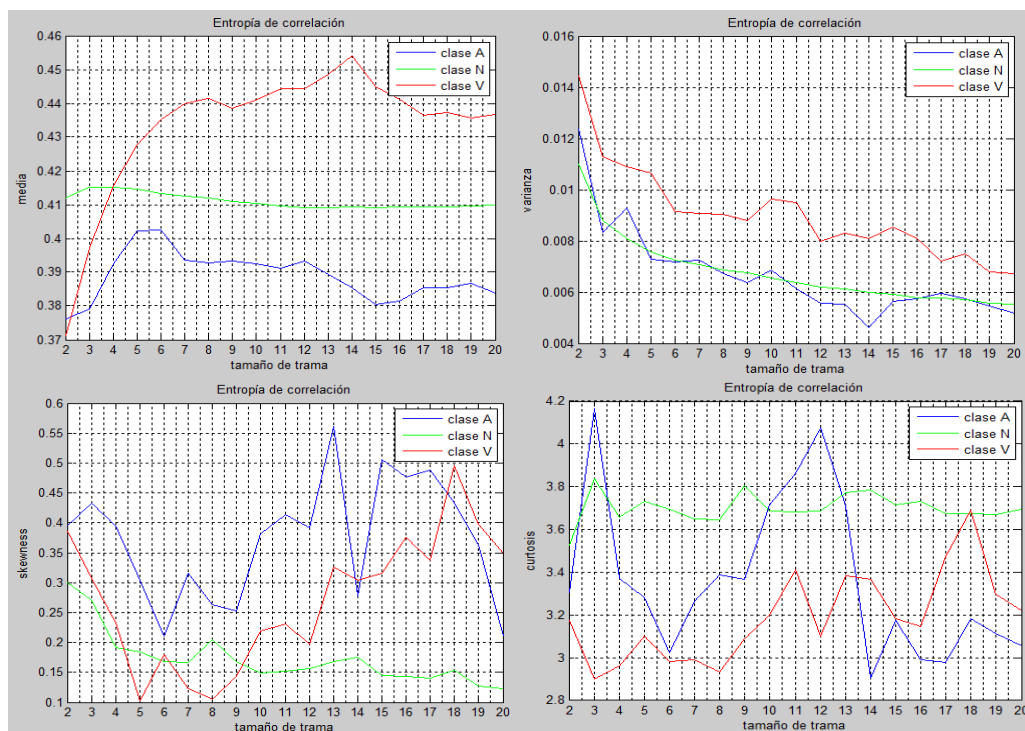 Entropía de correlación
0.46
0.45
0.44
0.43
0.42
0.41
0.4
0.39
0.38
0.37
media
clase A
clase N
clase V
2 3 4 5 6 7 8 9 10 11 12 13 14 15 16 17 18 19 20
tamaño de trama
Entropía de correlación
0.016
0.014
0.012
0.01
0.008
0.006
0.004
varianza
clase A
clase N
clase V
2 3 4 5 6 7 8 9 10 11 12 13 14 15 16 17 18 19 20
tamaño de trama
Entropía de correlación
0.6
0.55
0.5
0.45
0.4
0.35
0.3
0.25
0.2
0.15
0.1
skewness
clase A
clase N
clase V
2 3 4 5 6 7 8 9 10 11 12 13 14 15 16 17 18 19 20
tamaño de trama
Entropía de correlación
4.2
4
3.8
3.6
3.4
3.2
3
2.8
curtosis
clase A
clase N
clase V
2 3 4 5 6 7 8 9 10 11 12 13 14 15 16 17 18 19 20
tamaño de trama